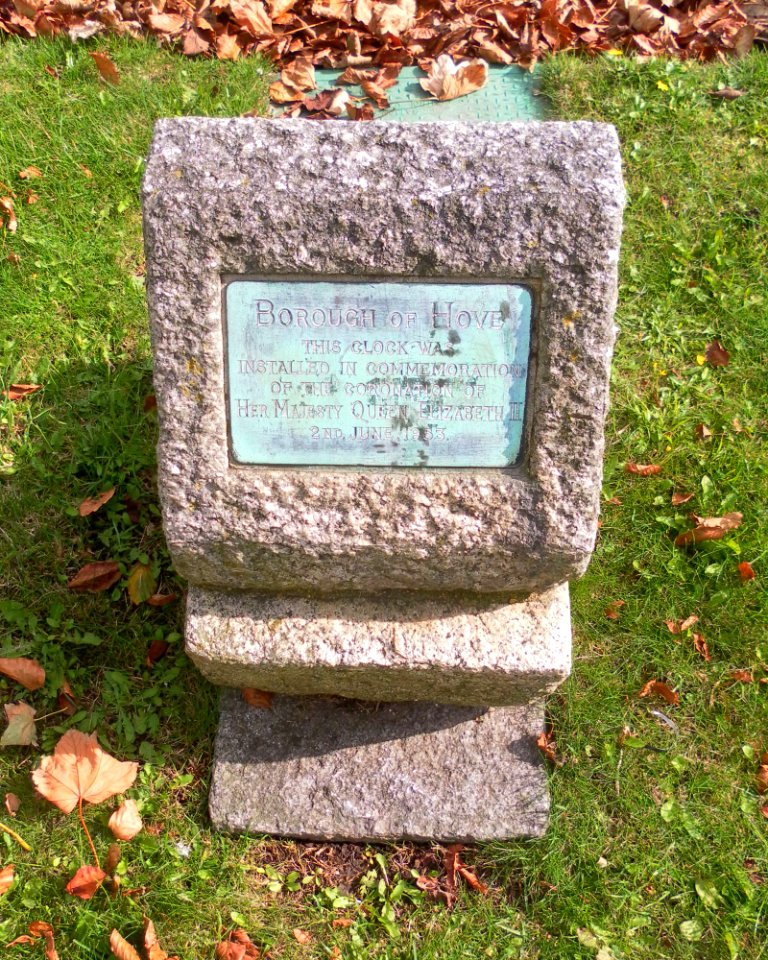 Borough of Hove
THIS CLOCK WAS
INSTALLED IN COMMEMORATION
OF THE CORONATION OF
HER MAJESTY QUEEN ELIZABETH II
2ND JUNE 1953